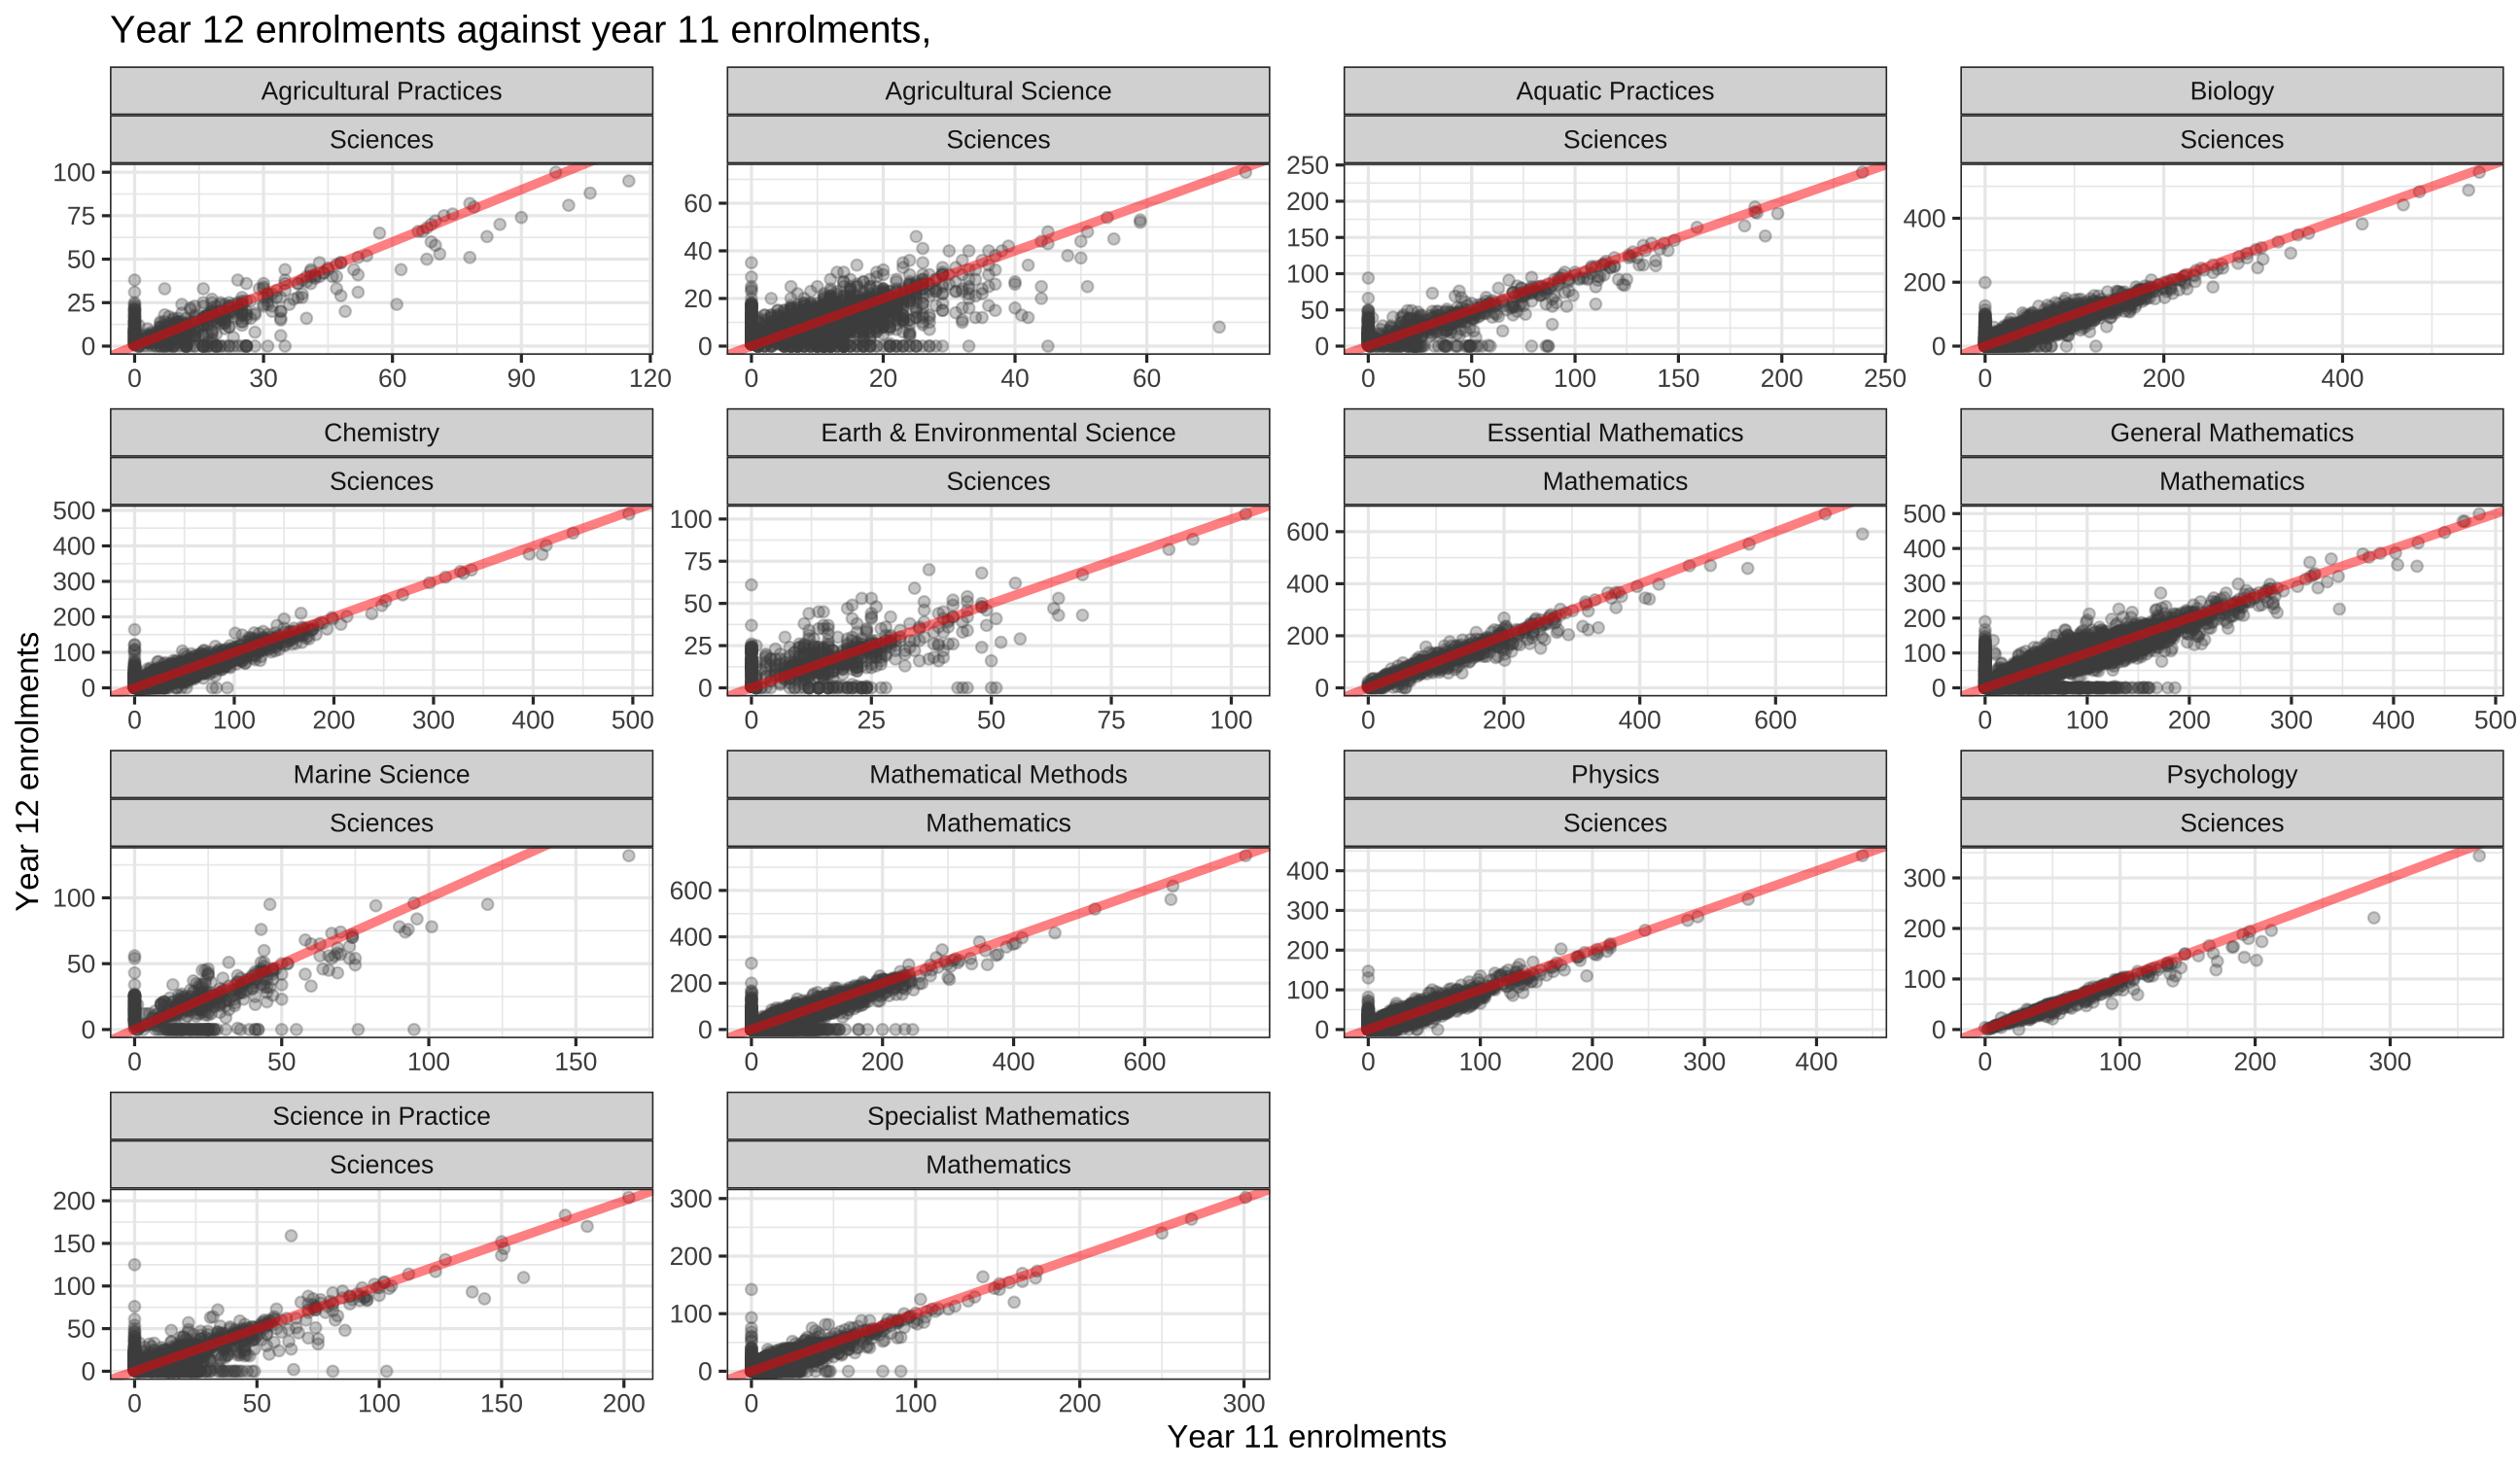 Year 12 enrolments against year 11 enrolments,
Agricultural Practices
Sciences
100
75
50
25
0
0 30 60 90 120
Agricultural Science
Sciences
60
40
20
0
0 20 40 60
Aquatic Practices
Sciences
250
200
150
100
50
0
0 50 100 150 200 250
Biology
Sciences
400
200
0
0 200 400
Chemistry
Sciences
500
400
300
200
100
0
0 100 200 300 400 500
Earth & Environmental Science
Sciences
100
75
50
25
0
0 25 50 75 100
Essential Mathematics
Mathematics
600
400
200
0
0 200 400 600
General Mathematics
Mathematics
500
400
300
200
100
0
0 100 200 300 400 500
Marine Science
Sciences
100
50
0
0 50 100 150
Mathematical Methods
Mathematics
600
400
200
0
0 200 400 600
Physics
Sciences
400
300
200
100
0
0 100 200 300 400
Psychology
Sciences
300
200
100
0
0 100 200 300
Science in Practice
Sciences
200
150
100
50
0
0 50 100 150 200
Specialist Mathematics
Mathematics
300
200
100
0
0 100 200 300
Year 12 enrolments
Year 11 enrolments